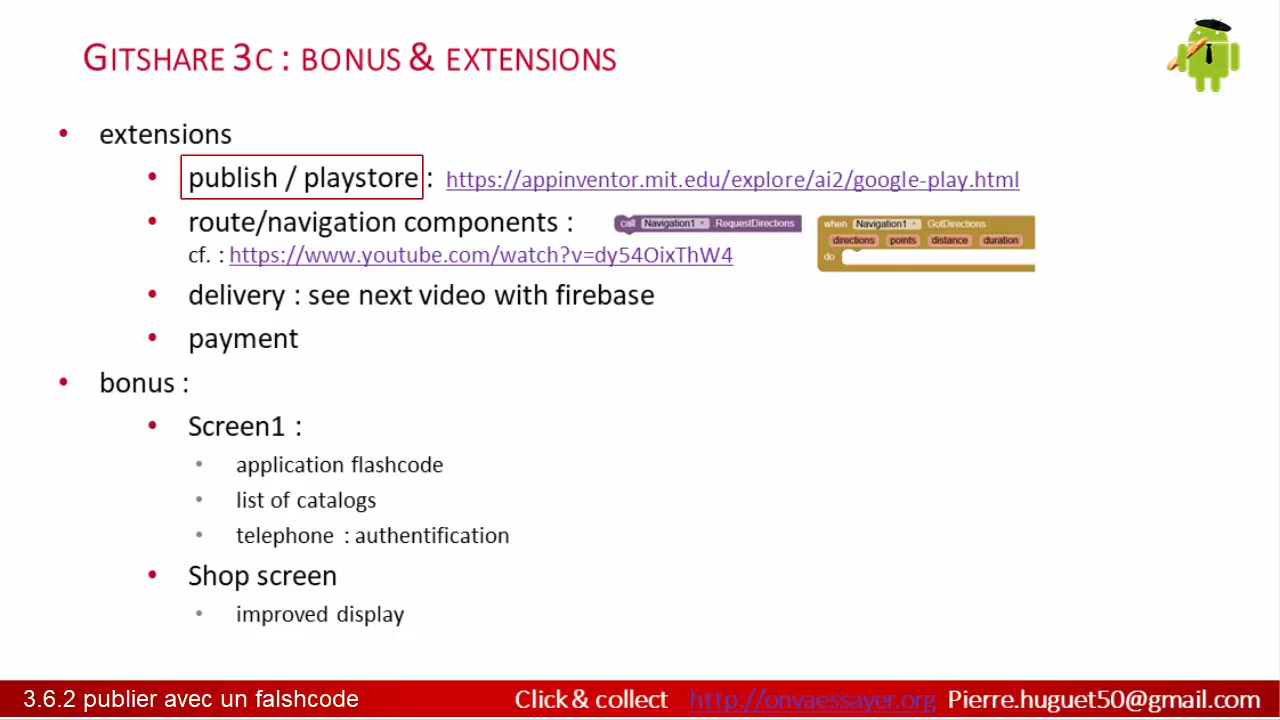 GITSHARE 3C : BONUS & EXTENSIONS
• extensions
• publish / playstore : https://appinventor.mit.edu/explore/ai2/google-play.html
• route/navigation components : call Navigation1 RequestDirections
when Navigation1 GotDirections
directions points distance duration
do
cf. : https://www.youtube.com/watch?v=dy54OixThW4
• delivery : see next video with firebase
• payment
• bonus :
• Screen1 :
• application flashcode
• list of catalogs
• telephone : authentification
• Shop screen
• improved display
3.6.2 publier avec un falshcode Click & collect http://onvaessayer.org Pierre.huguet50@gmail.com